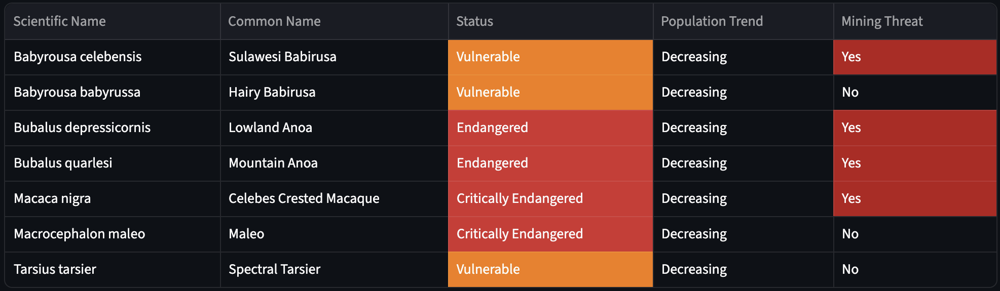 Scientific Name Common Name Status Population Trend Mining Threat
Babyrousa celebensis Sulawesi Babirusa Vulnerable Decreasing Yes
Babyrousa babyrussa Hairy Babirusa Vulnerable Decreasing No
Bubalus depressicornis Lowland Anoa Endangered Decreasing Yes
Bubalus quarlesi Mountain Anoa Endangered Decreasing Yes
Macaca nigra Celebes Crested Macaque Critically Endangered Decreasing Yes
Macrocephalon maleo Maleo Critically Endangered Decreasing No
Tarsius tarsier Spectral Tarsier Vulnerable Decreasing No